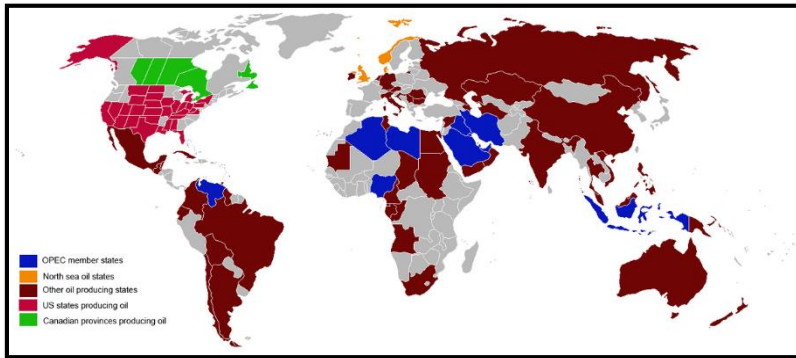 OPEC member states
North sea oil states
Other oil producing states
US states producing oil
Canadian provinces producing oil